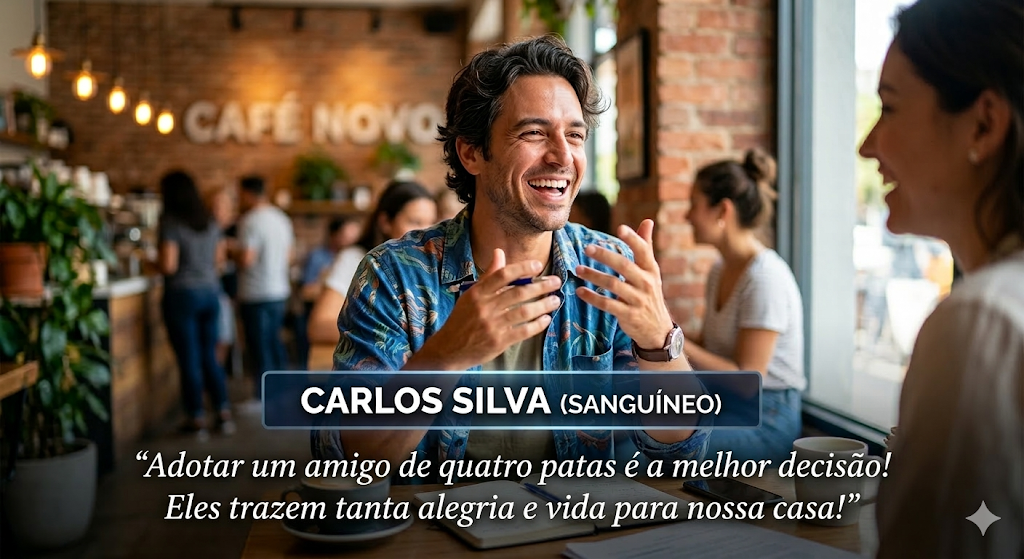 CAFÉ NOVO
CARLOS SILVA (SANGUÍNEO)
“Adotar um amigo de quatro patas é a melhor decisão!
Eles trazem tanta alegria e vida para nossa casa!”